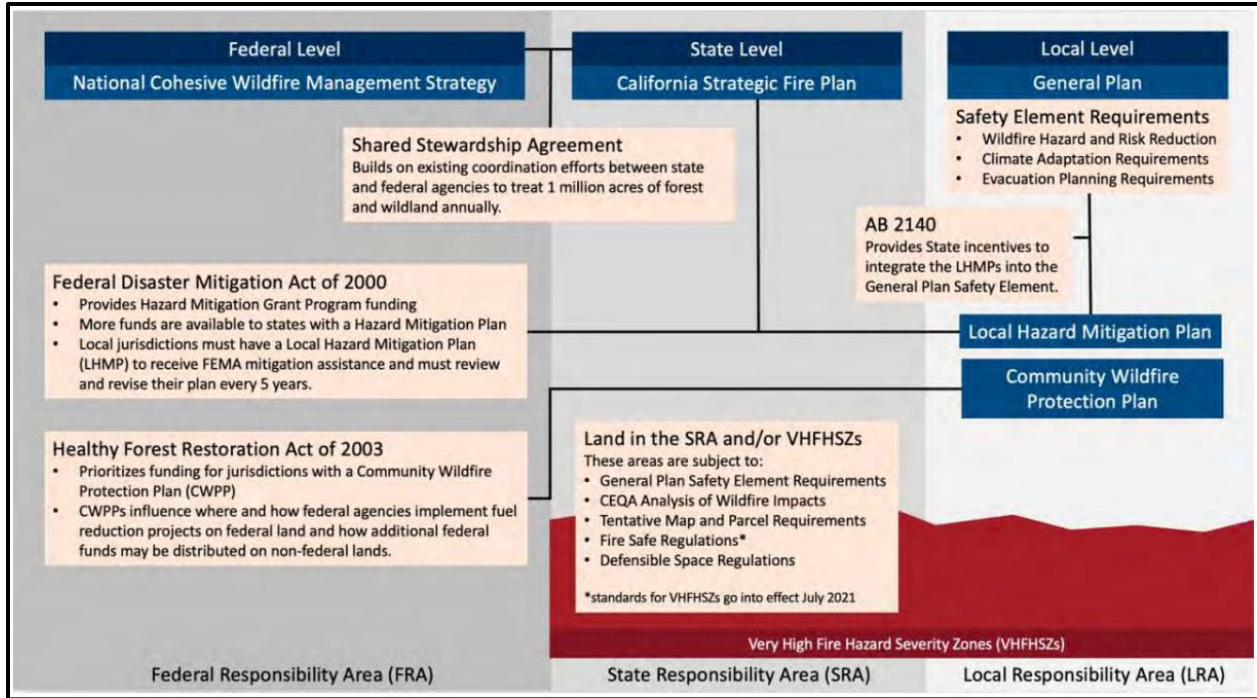 Federal Level
National Cohesive Wildfire Management Strategy
State Level
California Strategic Fire Plan
Local Level
General Plan
Shared Stewardship Agreement
Builds on existing coordination efforts between state
and federal agencies to treat 1 million acres of forest
and wildland annually.
Safety Element Requirements
• Wildfire Hazard and Risk Reduction
• Climate Adaptation Requirements
• Evacuation Planning Requirements
AB 2140
Provides State incentives to
integrate the LHMPs into the
General Plan Safety Element.
Federal Disaster Mitigation Act of 2000
• Provides Hazard Mitigation Grant Program funding
• More funds are available to states with a Hazard Mitigation Plan
• Local jurisdictions must have a Local Hazard Mitigation Plan
(LHMP) to receive FEMA mitigation assistance and must review
and revise their plan every 5 years.
Local Hazard Mitigation Plan
Community Wildfire
Protection Plan
Healthy Forest Restoration Act of 2003
• Prioritizes funding for jurisdictions with a Community Wildfire
Protection Plan (CWPP)
• CWPPs influence where and how federal agencies implement fuel
reduction projects on federal land and how additional federal
funds may be distributed on non-federal lands.
Land in the SRA and/or VHFHSZs
These areas are subject to:
• General Plan Safety Element Requirements
• CEQA Analysis of Wildfire Impacts
• Tentative Map and Parcel Requirements
• Fire Safe Regulations*
• Defensible Space Regulations
*standards for VHFHSZs go into effect July 2021
Very High Fire Hazard Severity Zones (VHFHSZs)
Federal Responsibility Area (FRA)
State Responsibility Area (SRA)
Local Responsibility Area (LRA)